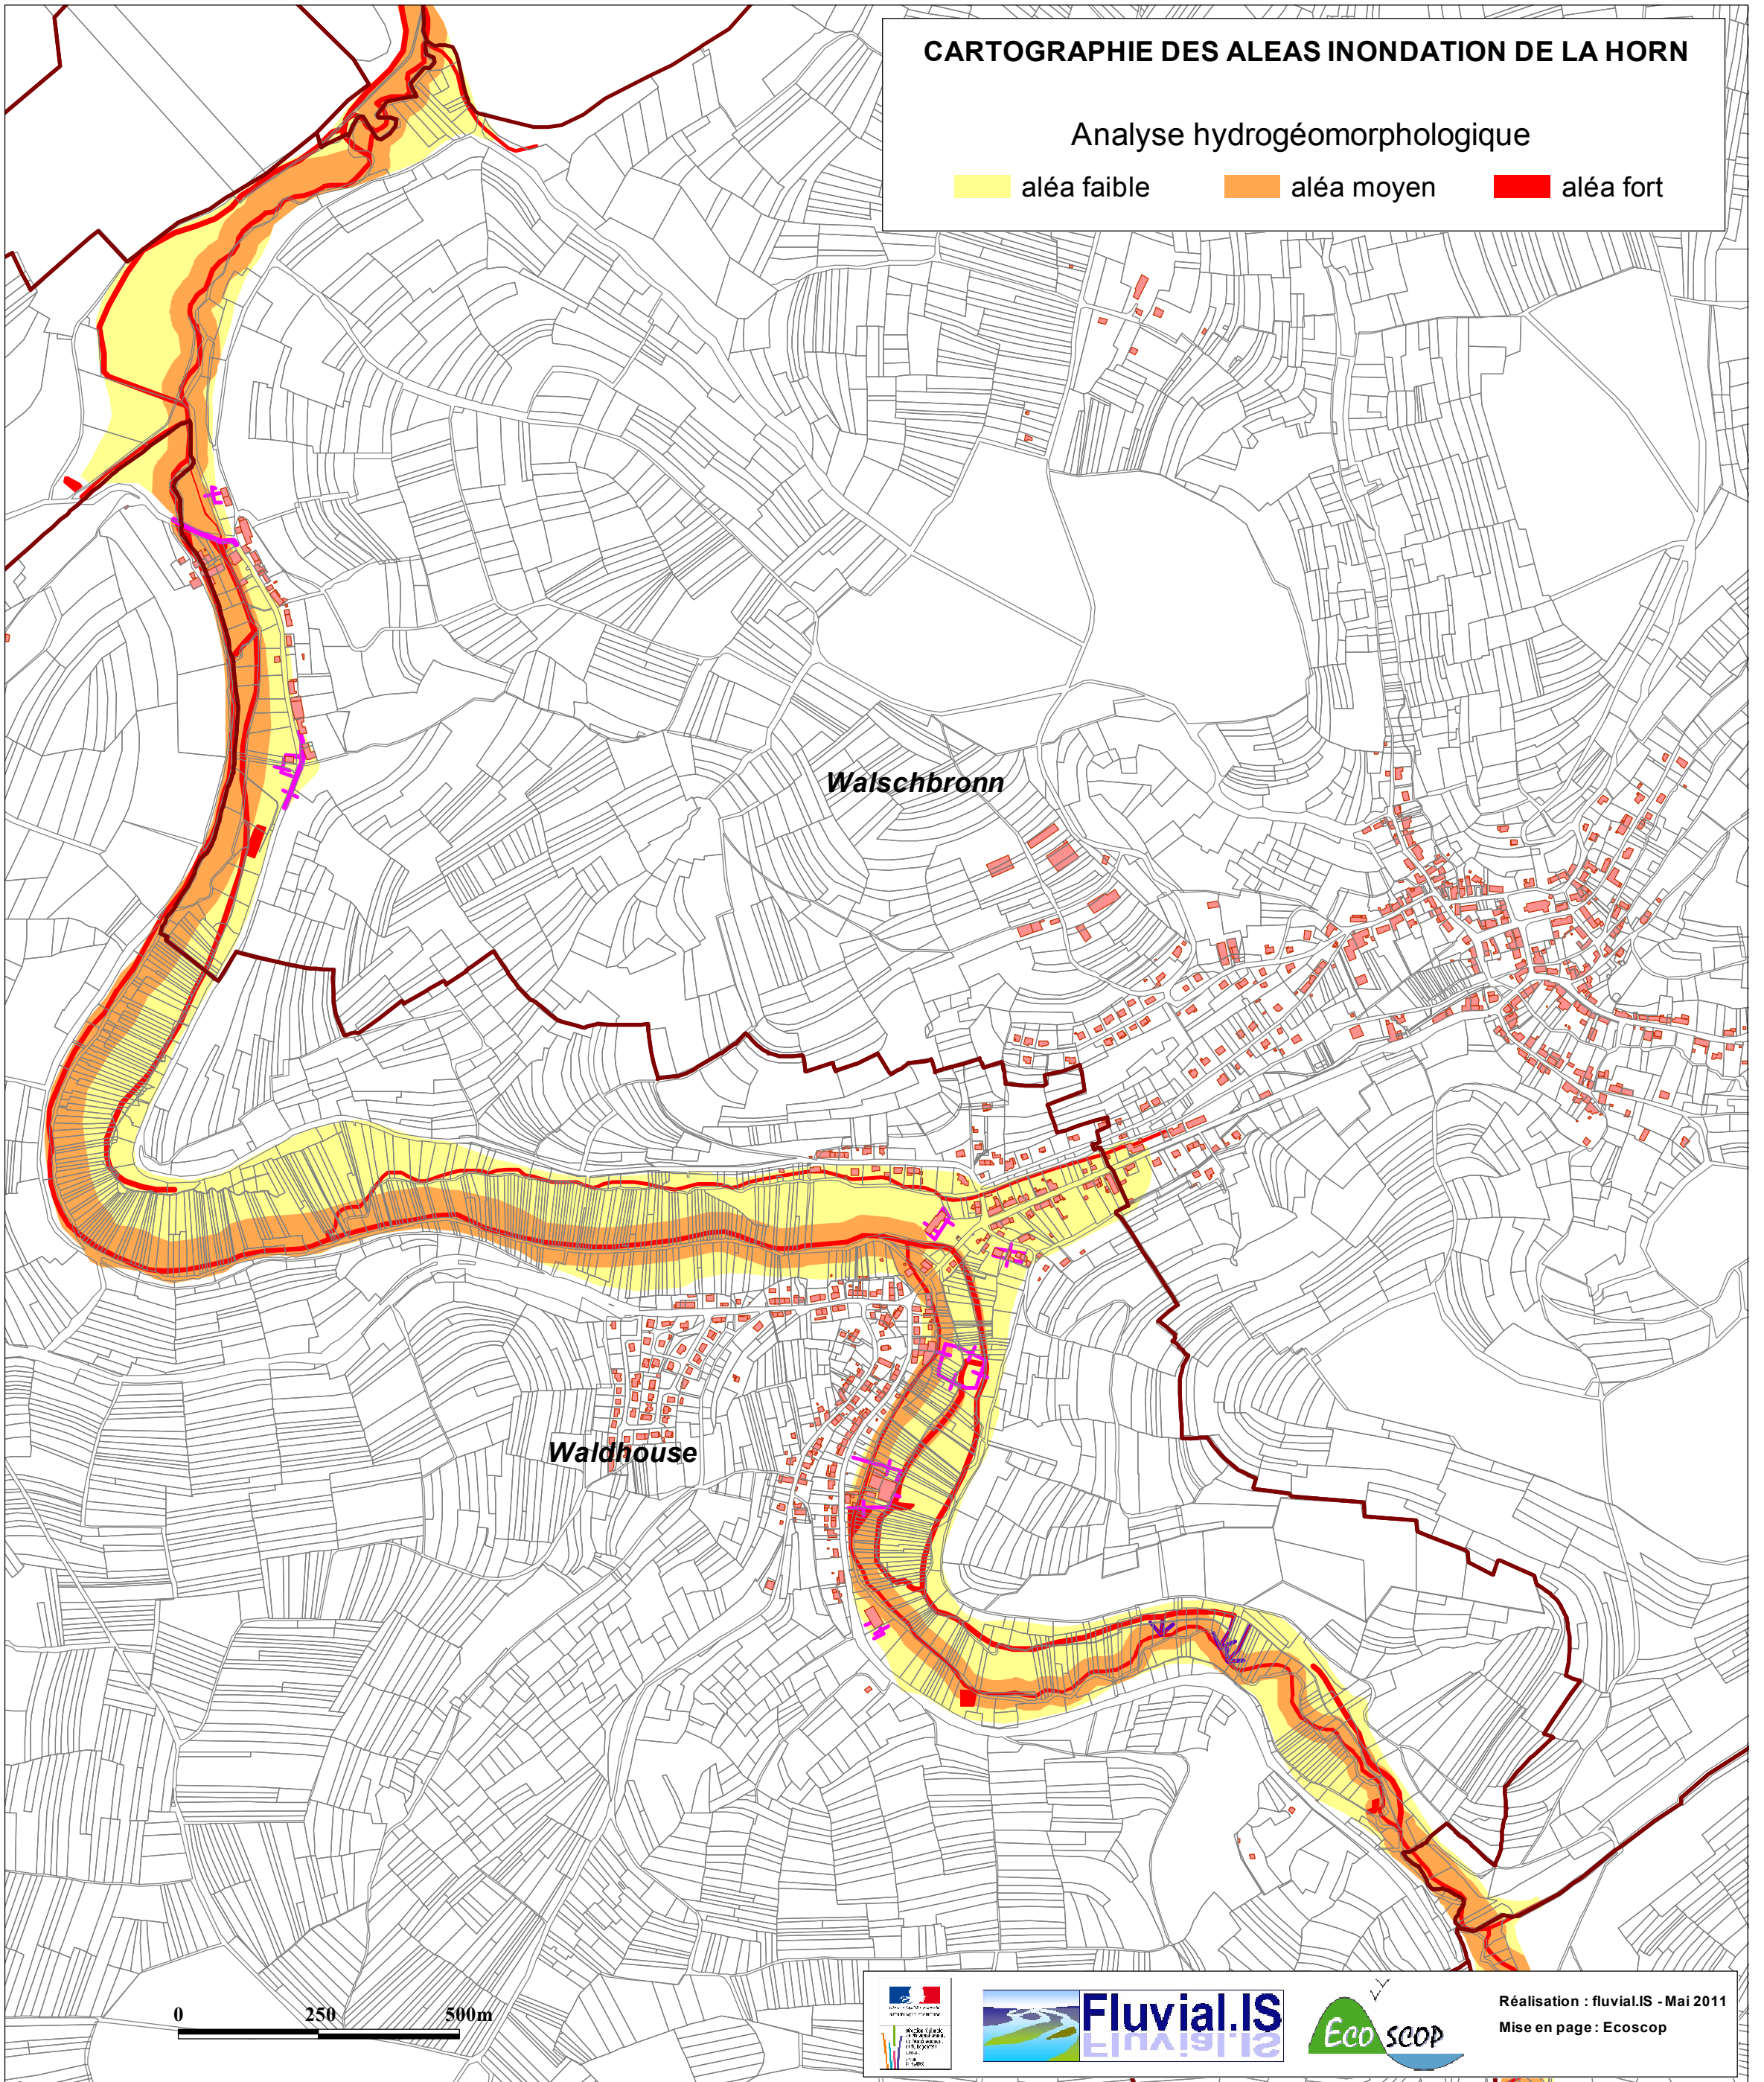 CARTOGRAPHIE DES ALEAS INONDATION DE LA HORN
Analyse hydrogéomorphologique
aléa faible
aléa moyen
aléa fort
Walschbronn
Waldhouse
0 250 500m
Fluvial.IS
ECO SCOP
Réalisation : fluvial.IS - Mai 2011
Mise en page : Ecoscop